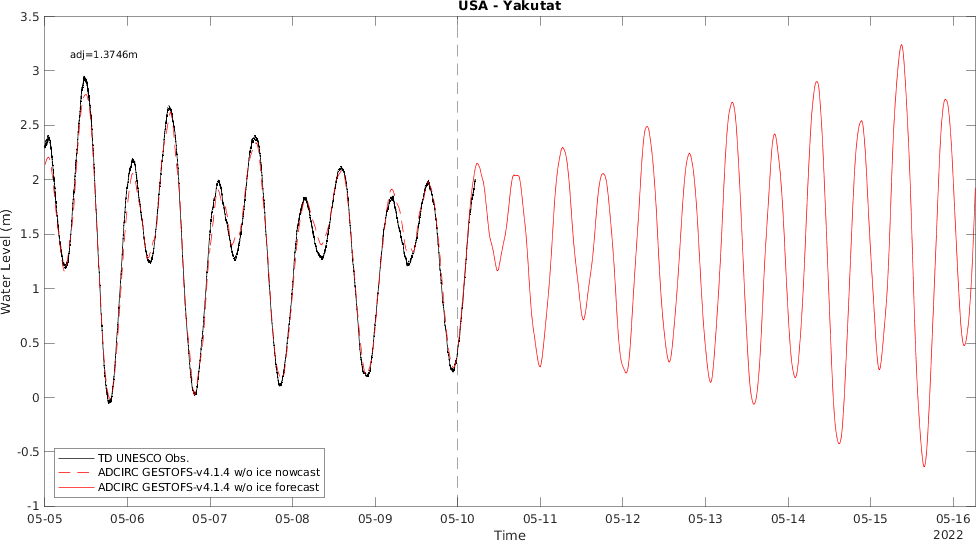 USA - Yakutat
adj=1.3746m
3.5
3
2.5
2
1.5
1
0.5
0
-0.5
-1
Water Level (m)
TD UNESCO Obs.
ADCIRC GESTOFS-v4.1.4 w/o ice nowcast
ADCIRC GESTOFS-v4.1.4 w/o ice forecast
05-05 05-06 05-07 05-08 05-09 05-10 05-11 05-12 05-13 05-14 05-15 05-16
Time
2022